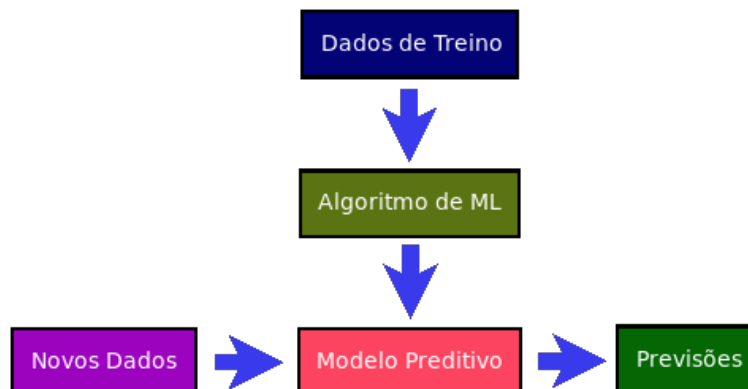 Dados de Treino
Algoritmo de ML
Novos Dados
Modelo Preditivo
Previsões